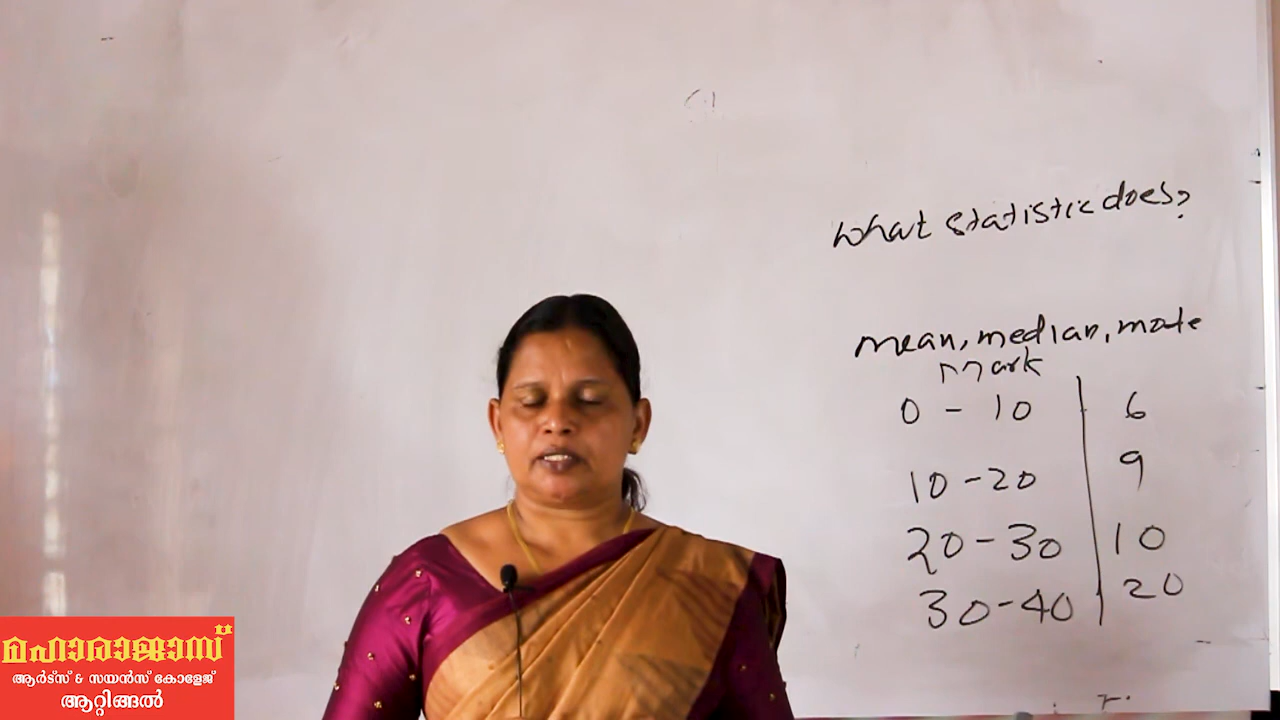 What statistic does?
mean, median, mode
Mark
0 - 10 6
10 - 20 9
20 - 30 10
30 - 40 20
മഹാരാജാസ്
ആർട്സ് & സയൻസ് കോളേജ്
ആറ്റിങ്ങൽ